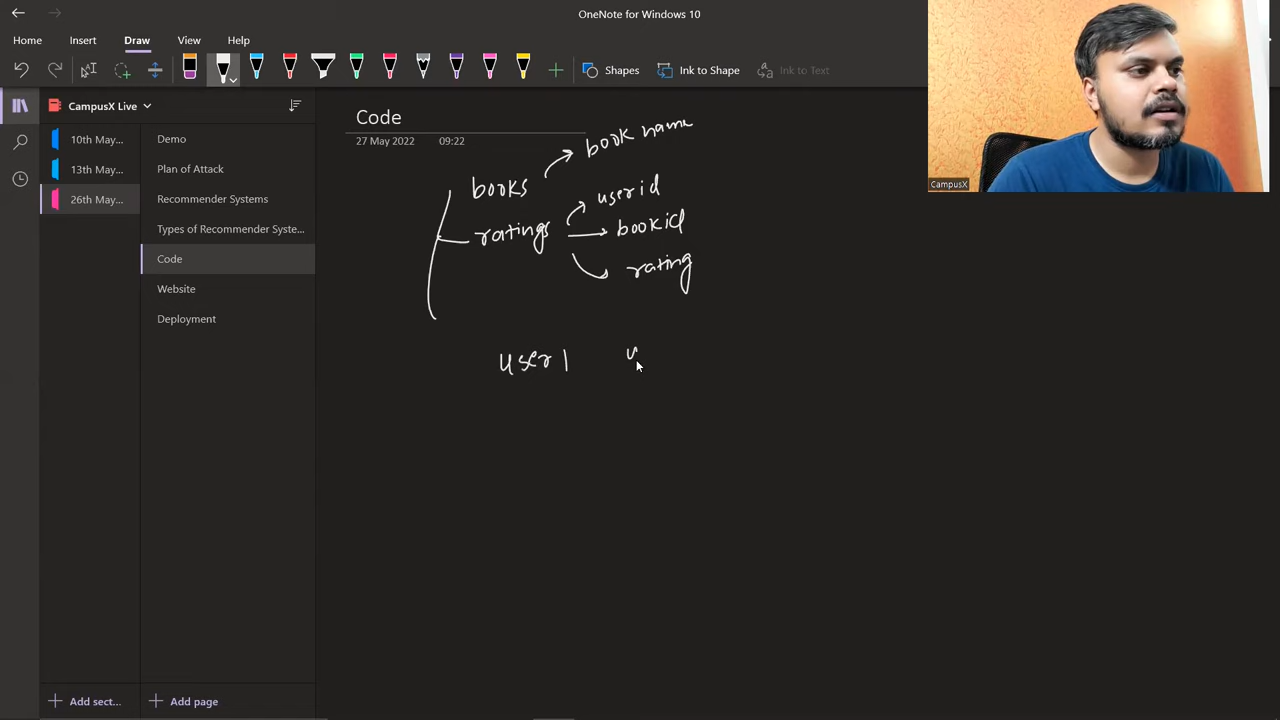 OneNote for Windows 10
Home Insert Draw View Help
Shapes Ink to Shape Ink to Text
CampusX Live
10th May...
13th May...
26th May...
Demo
Plan of Attack
Recommender Systems
Types of Recommender Syste...
Code
Website
Deployment
Add sect...
Add page
Code
27 May 2022 09:22
books
book name
ratings
userid
bookid
rating
user 1 u
CampusX